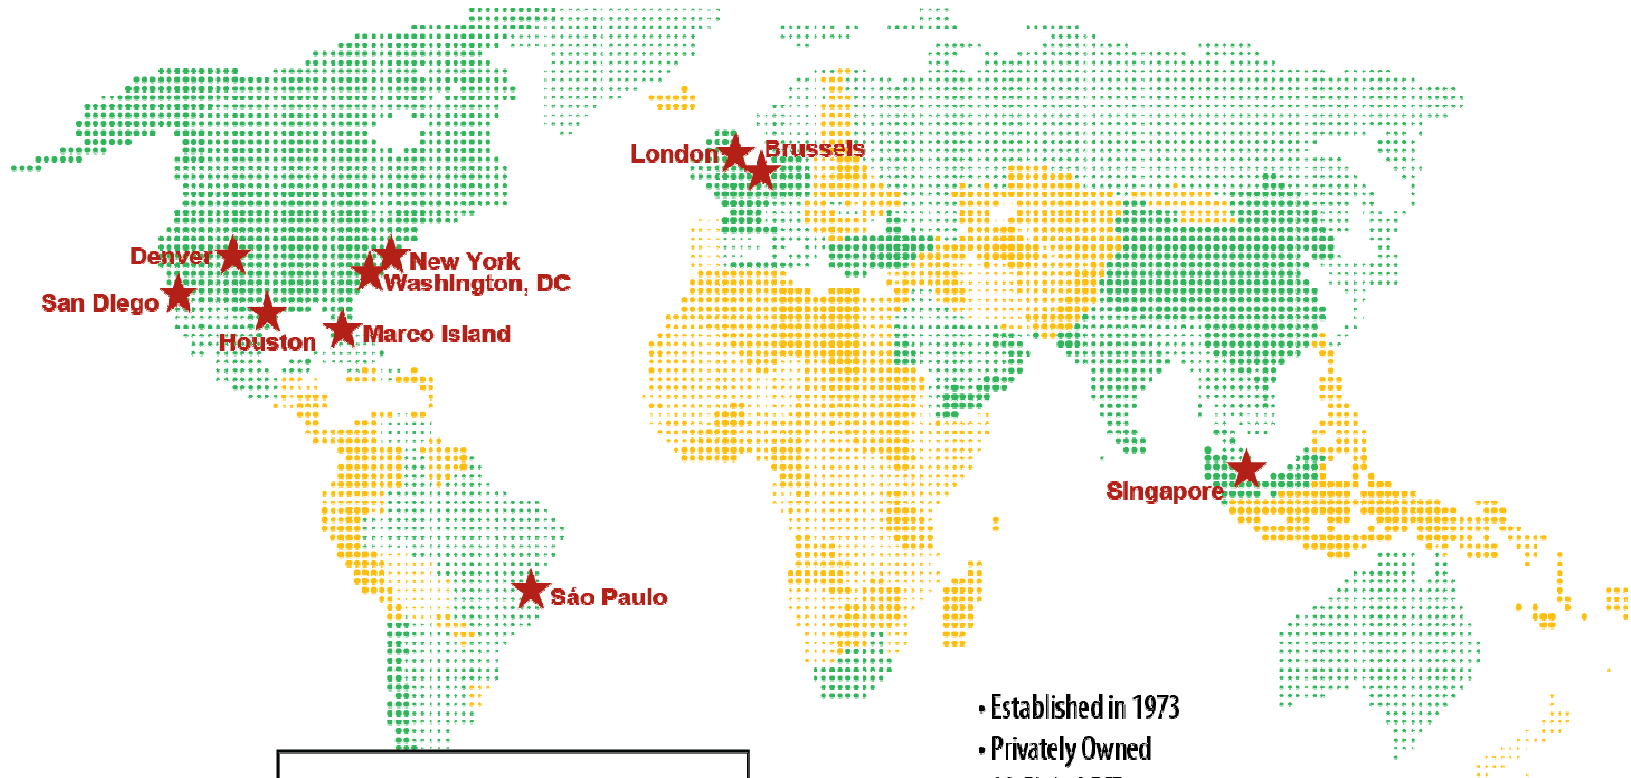 London
Brussels
Denver
New York
Washington, DC
San Diego
Houston
Marco Island
Singapore
São Paulo
• Established in 1973
• Privately Owned